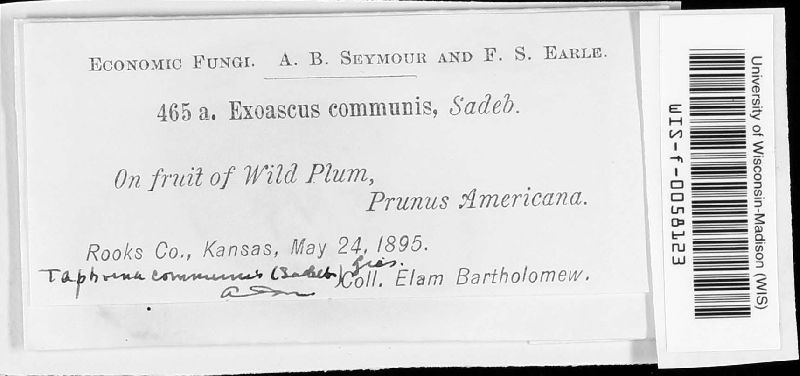 ECONOMIC FUNGI. A. B. SEYMOUR AND F. S. EARLE.
465 a. Exoascus communis, Sadeb.
On fruit of Wild Plum,
Prunus Americana.
Rooks Co., Kansas, May 24, 1895.
Taphrina communis (Sadeb) Gies.
Coll. Elam Bartholomew.
University of Wisconsin-Madison (WIS)
WIS-f-0058123